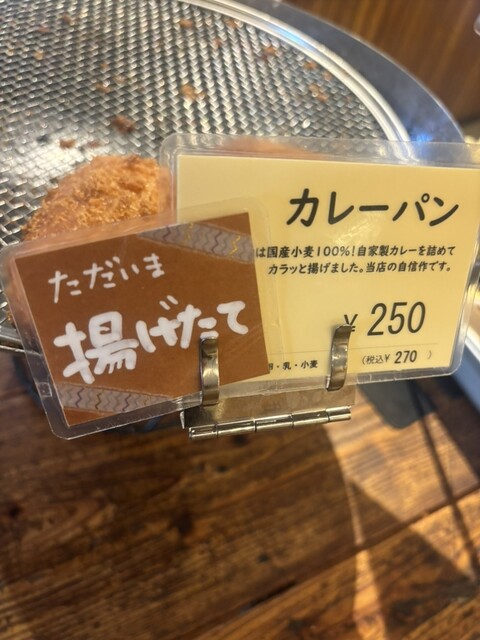 カレーパン
は国産小麦100%!自家製カレーを詰めて
カラッと揚げました。当店の自信作です。
¥ 250
・乳・小麦
(税込¥ 270 )
ただいま
揚げたて